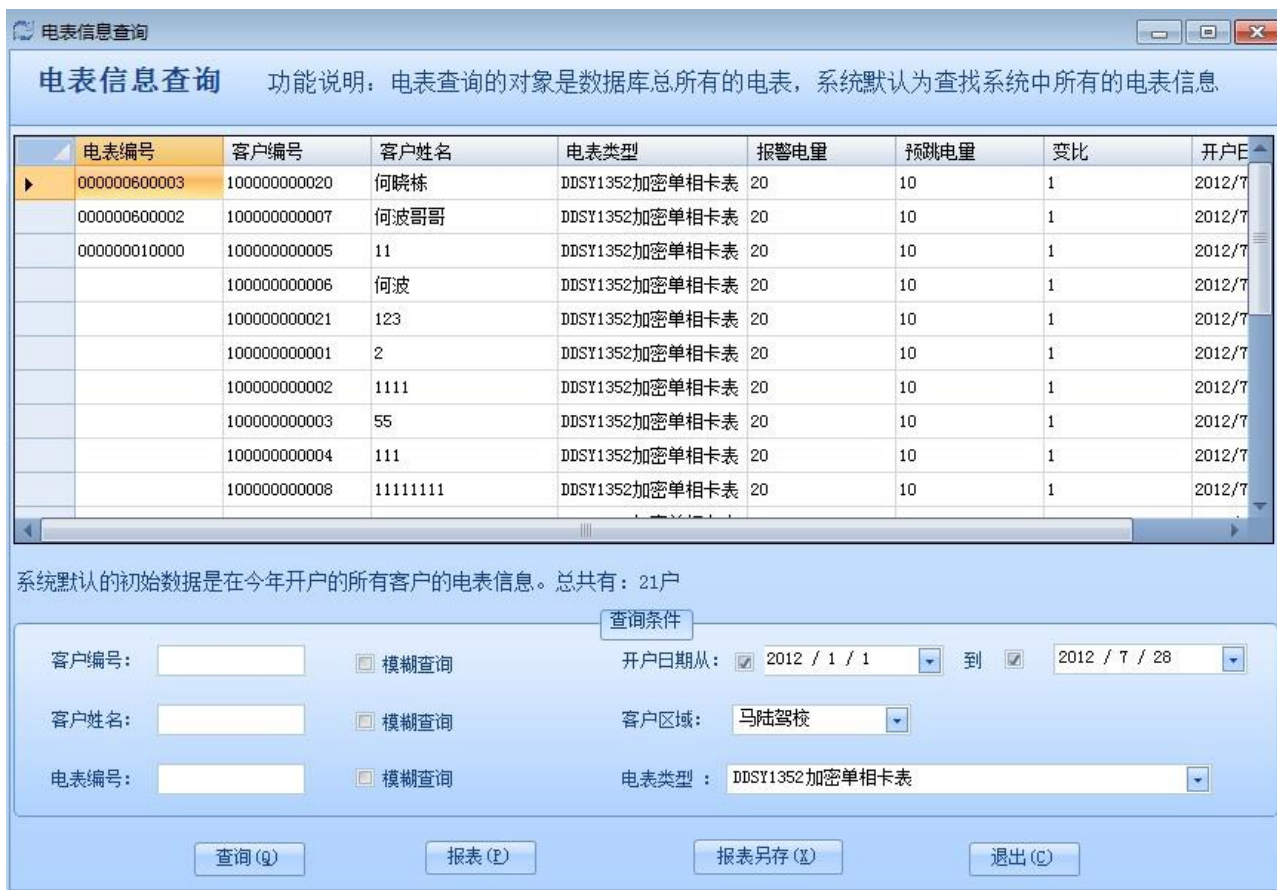 电表信息查询
电表信息查询 功能说明：电表查询的对象是数据库总所有的电表，系统默认为查找系统中所有的电表信息
电表编号 客户编号 客户姓名 电表类型 报警电量 预跳电量 变比 开户日
000000600003 100000000020 何晓栋 DDSY1352加密单相卡表 20 10 1 2012/7
000000600002 100000000007 何波哥哥 DDSY1352加密单相卡表 20 10 1 2012/7
000000010000 100000000005 11 DDSY1352加密单相卡表 20 10 1 2012/7
100000000006 何波 DDSY1352加密单相卡表 20 10 1 2012/7
100000000021 123 DDSY1352加密单相卡表 20 10 1 2012/7
100000000001 2 DDSY1352加密单相卡表 20 10 1 2012/7
100000000002 1111 DDSY1352加密单相卡表 20 10 1 2012/7
100000000003 55 DDSY1352加密单相卡表 20 10 1 2012/7
100000000004 111 DDSY1352加密单相卡表 20 10 1 2012/7
100000000008 11111111 DDSY1352加密单相卡表 20 10 1 2012/7
系统默认的初始数据是在今年开户的所有客户的电表信息。总共有：21户
查询条件
客户编号： 模糊查询 开户日期从： 2012 / 1 / 1 到 2012 / 7 / 28
客户姓名： 模糊查询 客户区域： 马陆驾校
电表编号： 模糊查询 电表类型 ： DDSY1352加密单相卡表
查询(Q) 报表(P) 报表另存(X) 退出(C)